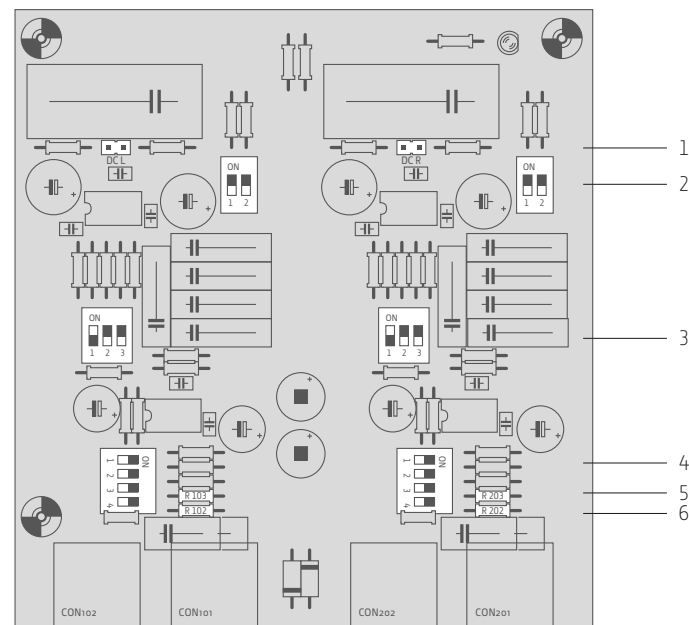 1
DC L
DC R
ON
ON
2
1 2
1 2
ON
ON
3
1 2 3
1 2 3
ON
1
2
3
4
ON
1
2
3
4
4
R 103
R 203
5
R 102
R 202
6
CON102
CON101
CON202
CON201